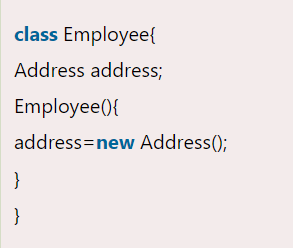 class Employee{
Address address;
Employee(){
address=new Address();
}
}